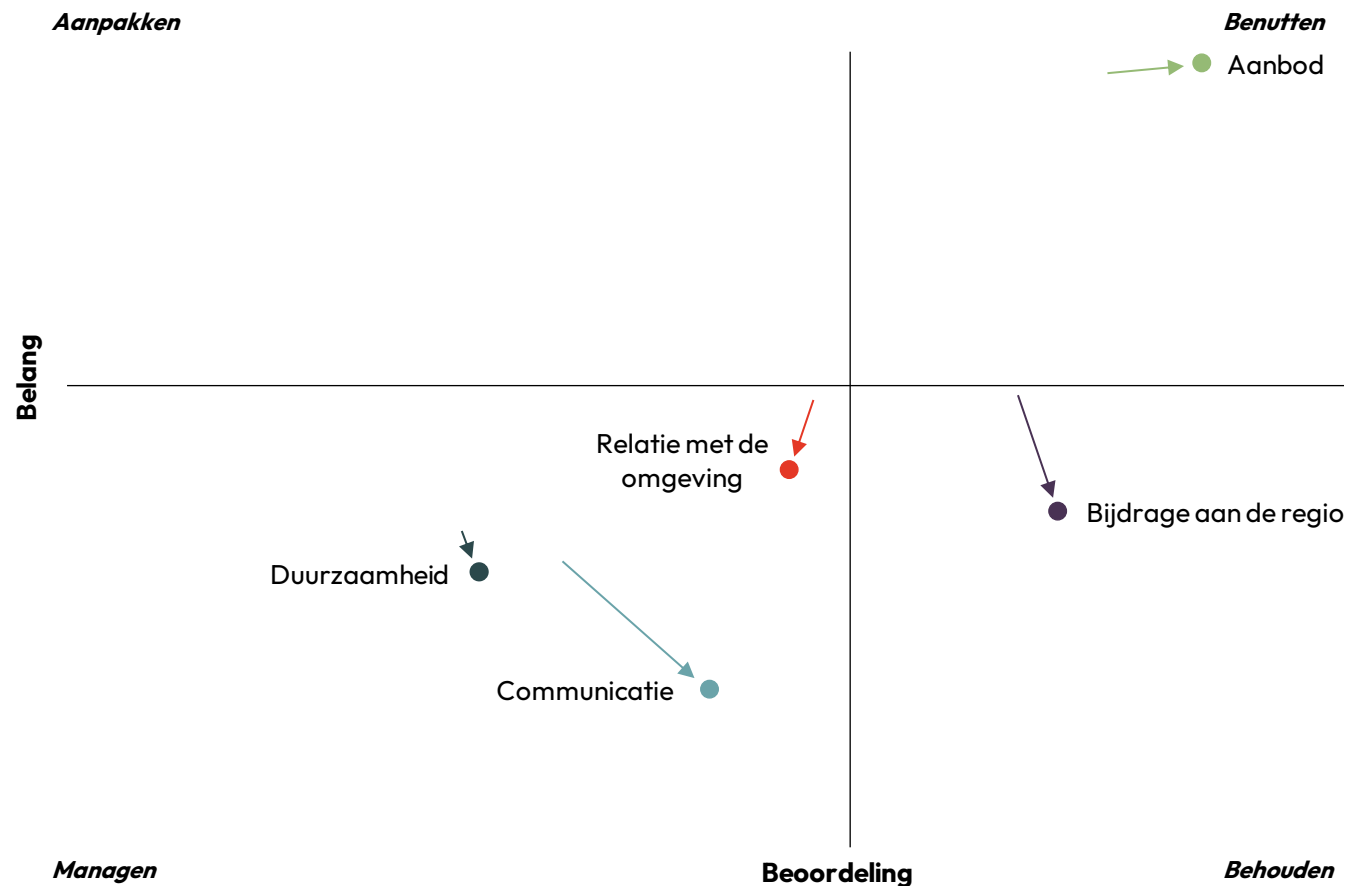 Aanpakken
Benutten
Aanbod
Belang
Relatie met de
omgeving
Bijdrage aan de regio
Duurzaamheid
Communicatie
Managen
Beoordeling
Behouden